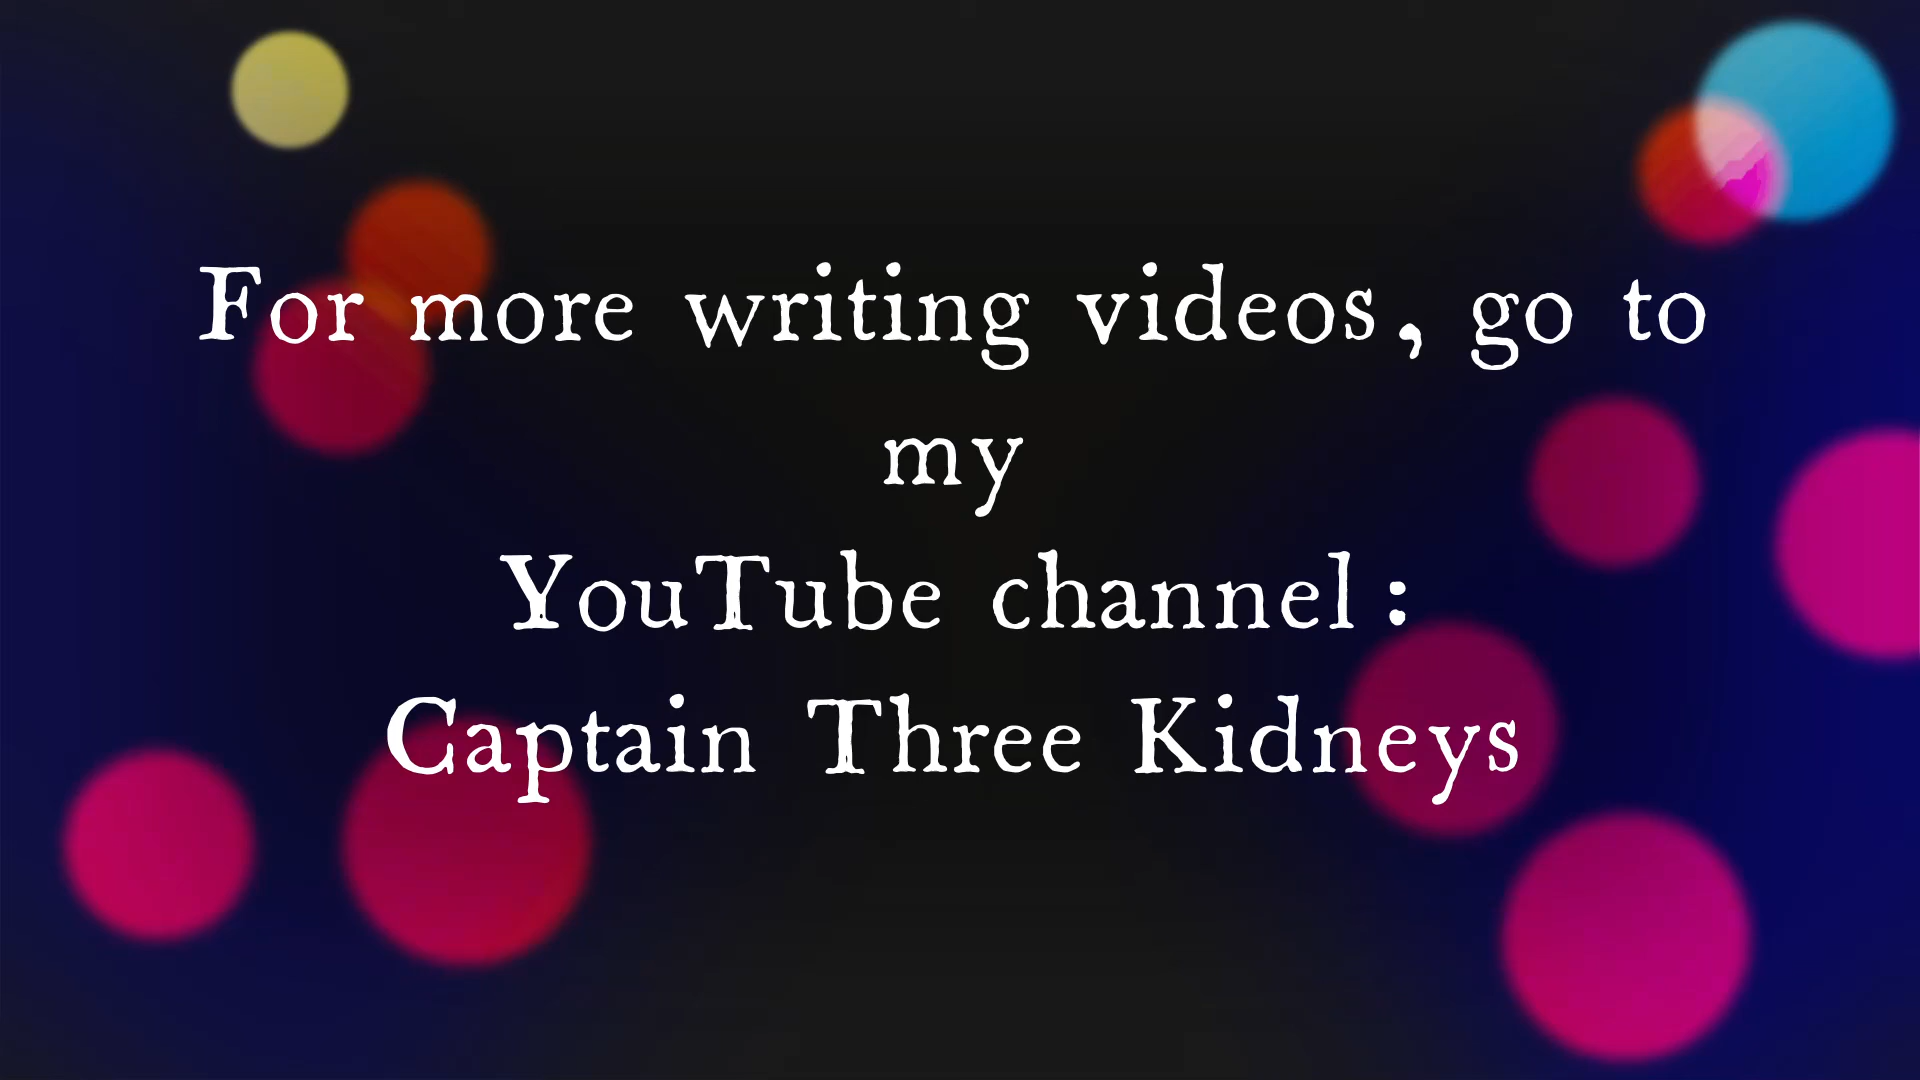 For more writing videos, go to
my
YouTube channel:
Captain Three Kidneys